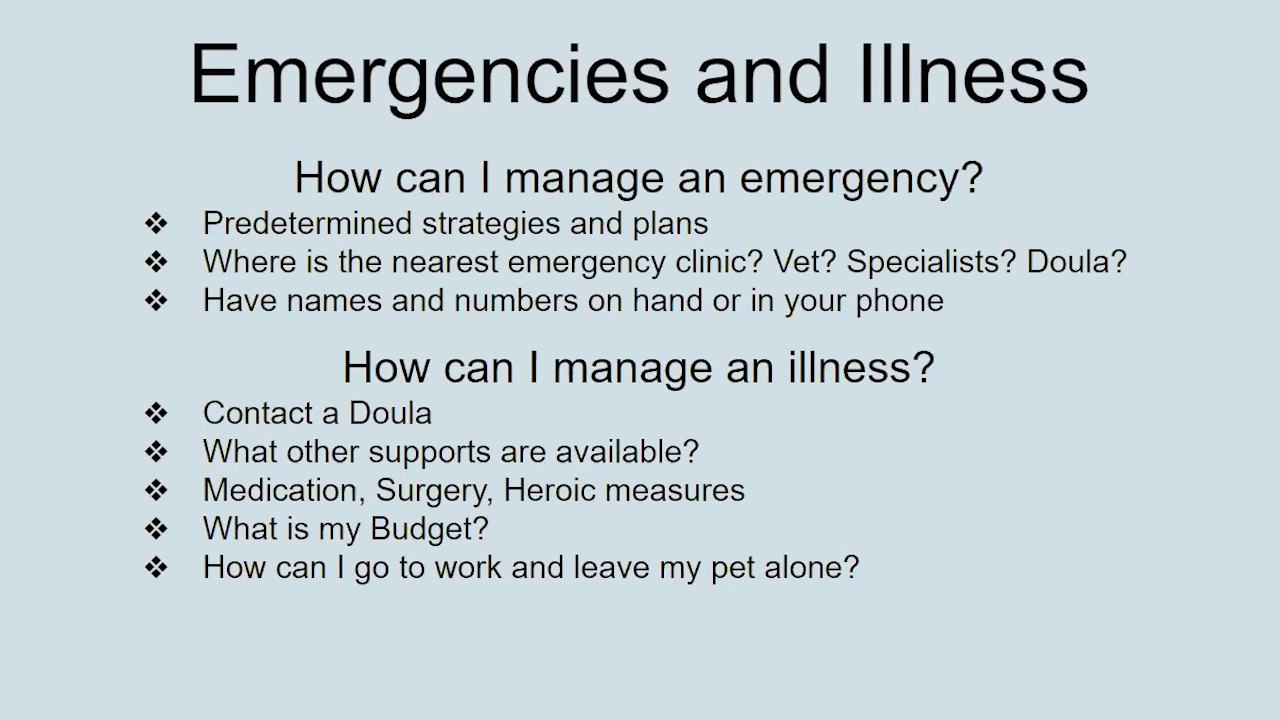 Emergencies and Illness
How can I manage an emergency?
❖ Predetermined strategies and plans
❖ Where is the nearest emergency clinic? Vet? Specialists? Doula?
❖ Have names and numbers on hand or in your phone
How can I manage an illness?
❖ Contact a Doula
❖ What other supports are available?
❖ Medication, Surgery, Heroic measures
❖ What is my Budget?
❖ How can I go to work and leave my pet alone?